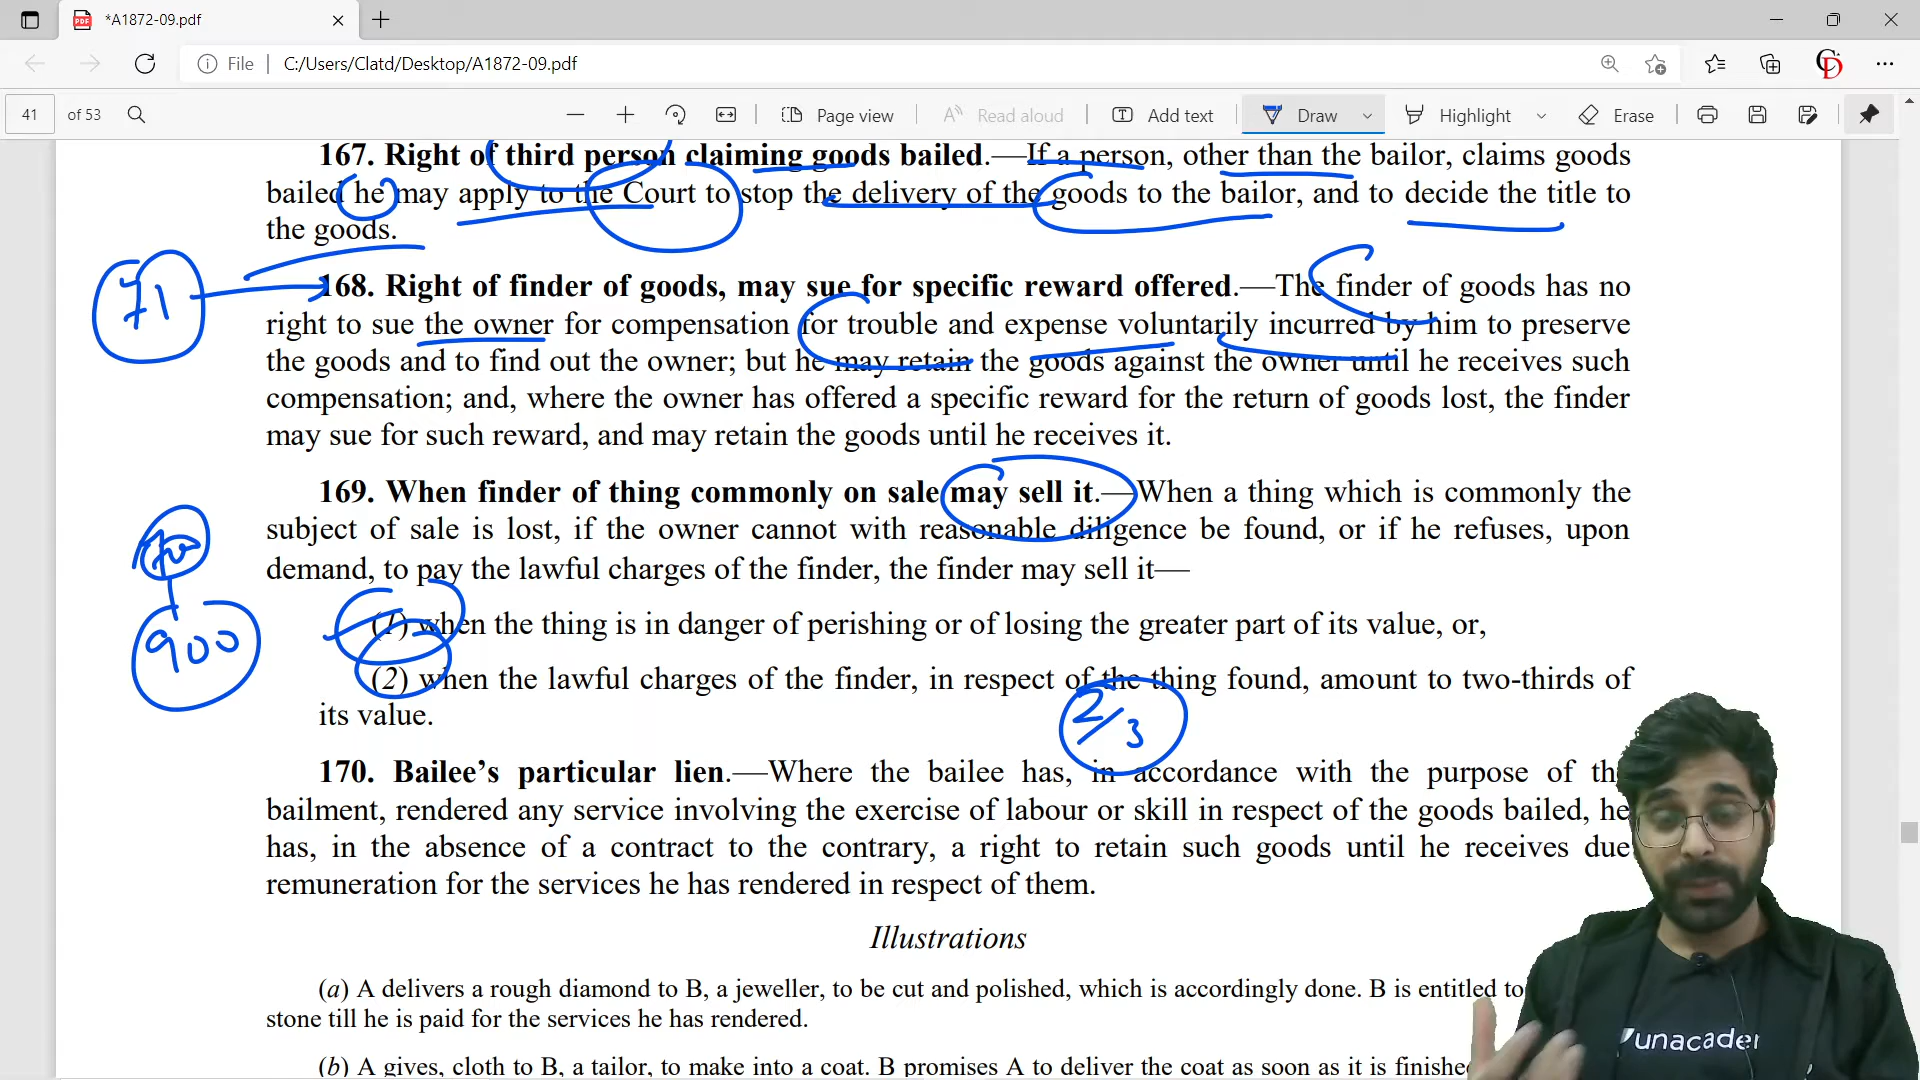 *A1872-09.pdf
File C:/Users/Clatd/Desktop/A1872-09.pdf
41 of 53 Page view Read aloud Add text Draw Highlight Erase
167. Right of third person claiming goods bailed.—If a person, other than the bailor, claims goods
bailed he may apply to the Court to stop the delivery of the goods to the bailor, and to decide the title to
the goods.
71
168. Right of finder of goods, may sue for specific reward offered.—The finder of goods has no
right to sue the owner for compensation for trouble and expense voluntarily incurred by him to preserve
the goods and to find out the owner; but he may retain the goods against the owner until he receives such
compensation; and, where the owner has offered a specific reward for the return of goods lost, the finder
may sue for such reward, and may retain the goods until he receives it.
169. When finder of thing commonly on sale may sell it.—When a thing which is commonly the
subject of sale is lost, if the owner cannot with reasonable diligence be found, or if he refuses, upon
demand, to pay the lawful charges of the finder, the finder may sell it—
(1) when the thing is in danger of perishing or of losing the greater part of its value, or,
900
(2) when the lawful charges of the finder, in respect of the thing found, amount to two-thirds of
its value.
2/3
170. Bailee's particular lien.—Where the bailee has, in accordance with the purpose of
bailment, rendered any service involving the exercise of labour or skill in respect of the goods bailed, he
has, in the absence of a contract to the contrary, a right to retain such goods until he receives due
remuneration for the services he has rendered in respect of them.
Illustrations
(a) A delivers a rough diamond to B, a jeweller, to be cut and polished, which is accordingly done. B is entitled to
stone till he is paid for the services he has rendered.
(b) A gives, cloth to B, a tailor, to make into a coat. B promises A to deliver the coat as soon as it is
unacademy